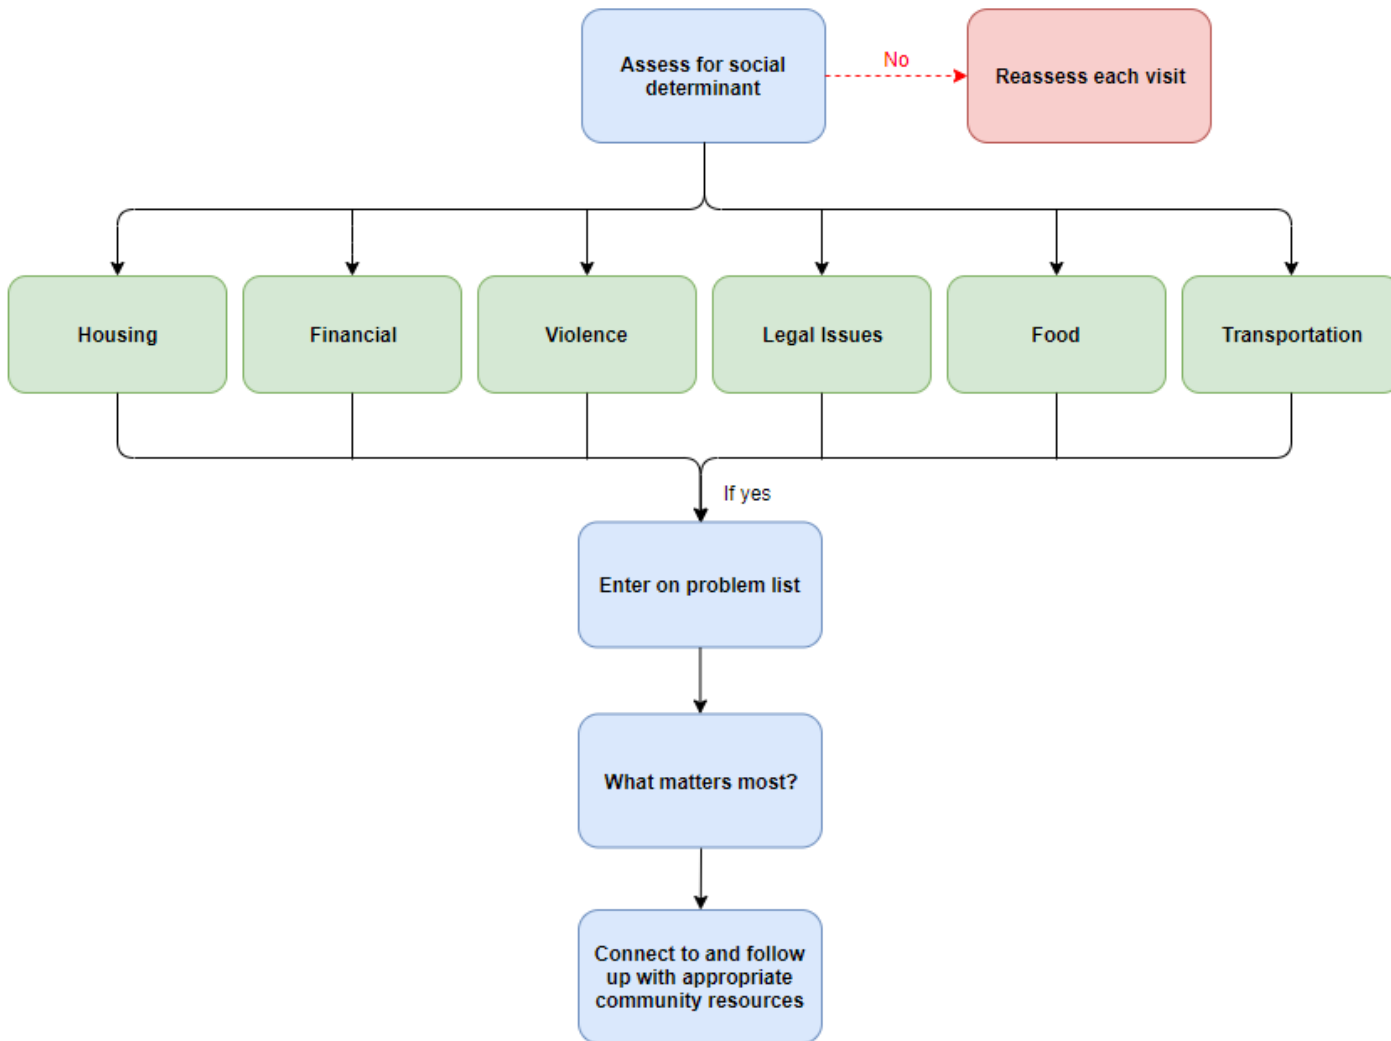 Assess for social
determinant
No
Reassess each visit
Housing
Financial
Violence
Legal Issues
Food
Transportation
If yes
Enter on problem list
What matters most?
Connect to and follow
up with appropriate
community resources